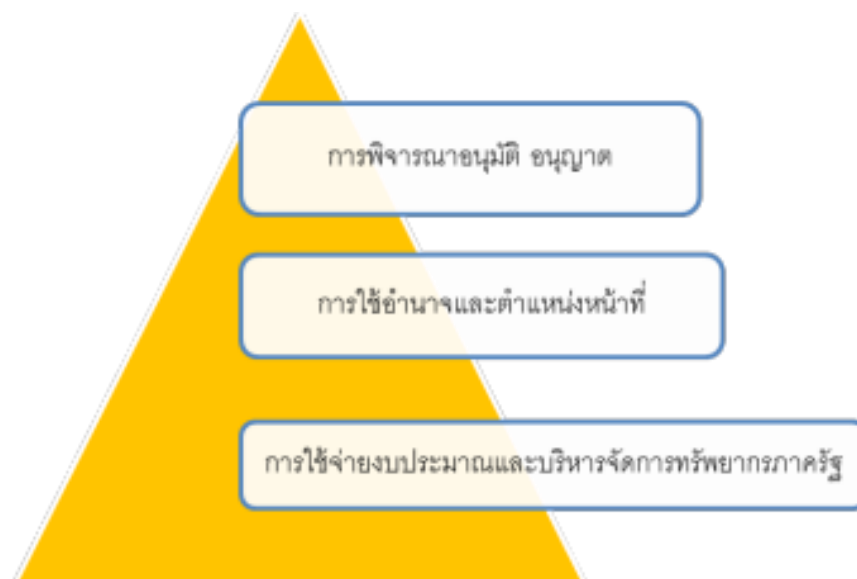 การพิจารณาอนุมัติ อนุญาต
การใช้อำนาจและตำแหน่งหน้าที่
การใช้จ่ายงบประมาณและบริหารจัดการทรัพยากรภาครัฐ